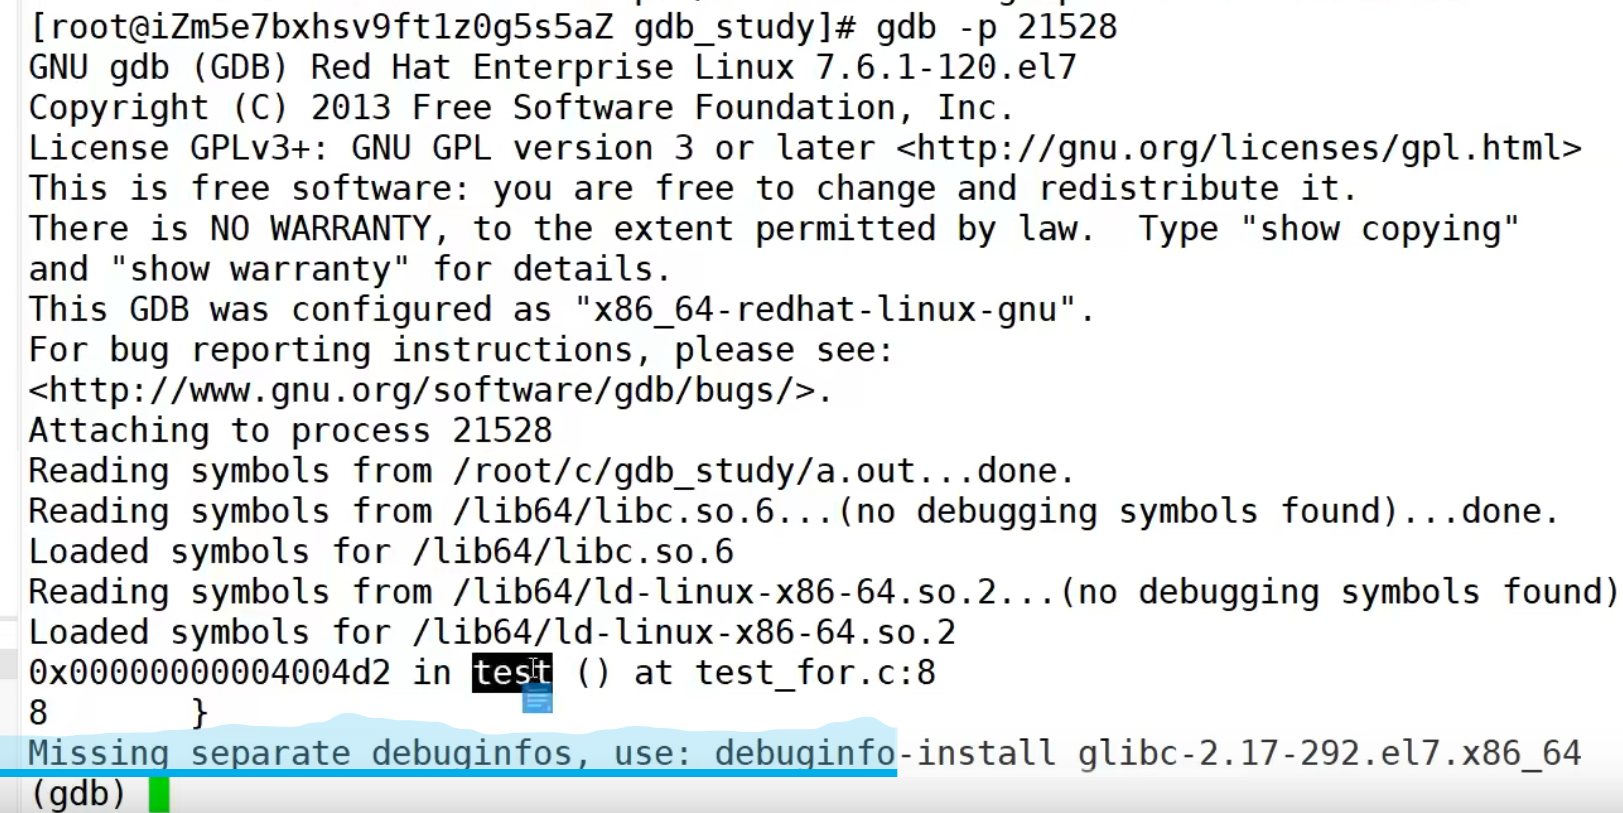 [root@iZm5e7bxhsv9ft1z0g5s5aZ gdb_study]# gdb -p 21528
GNU gdb (GDB) Red Hat Enterprise Linux 7.6.1-120.el7
Copyright (C) 2013 Free Software Foundation, Inc.
License GPLv3+: GNU GPL version 3 or later <http://gnu.org/licenses/gpl.html>
This is free software: you are free to change and redistribute it.
There is NO WARRANTY, to the extent permitted by law.  Type "show copying"
and "show warranty" for details.
This GDB was configured as "x86_64-redhat-linux-gnu".
For bug reporting instructions, please see:
<http://www.gnu.org/software/gdb/bugs/>.
Attaching to process 21528
Reading symbols from /root/c/gdb_study/a.out...done.
Reading symbols from /lib64/libc.so.6...(no debugging symbols found)...done.
Loaded symbols for /lib64/libc.so.6
Reading symbols from /lib64/ld-linux-x86-64.so.2...(no debugging symbols found)
Loaded symbols for /lib64/ld-linux-x86-64.so.2
0x00000000004004d2 in test () at test_for.c:8
8       }
Missing separate debuginfos, use: debuginfo-install glibc-2.17-292.el7.x86_64
(gdb)